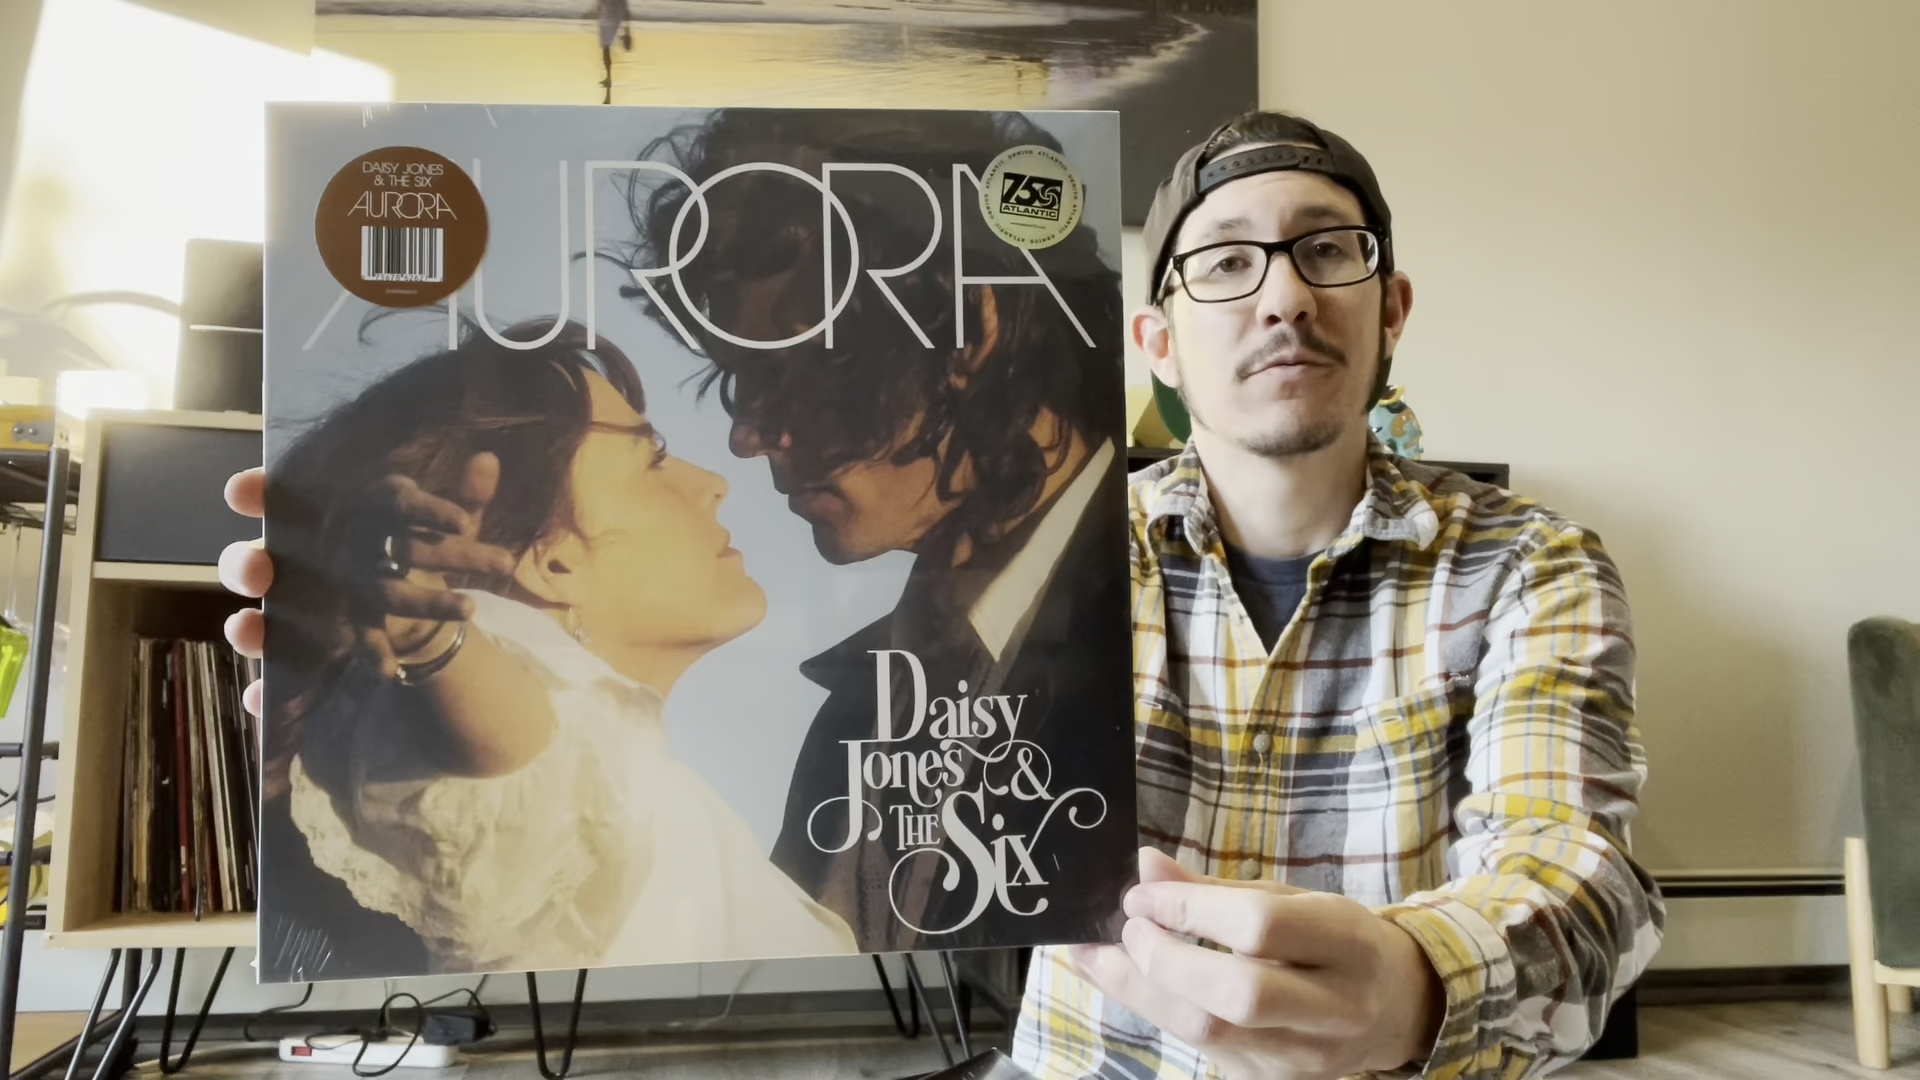 DAISY JONES
& THE SIX
AURORA
AURORA
75
ATLANTIC
Daisy
Jones &
THE Six